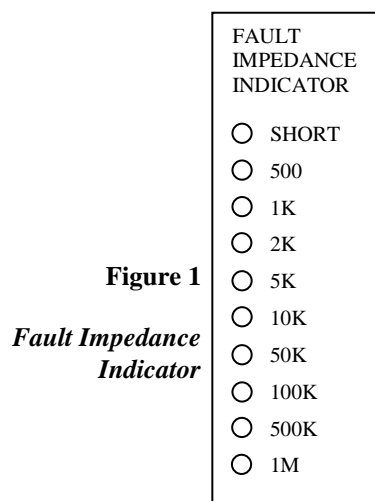 FAULT
IMPEDANCE
INDICATOR
SHORT
500
1K
2K
5K
10K
50K
100K
500K
1M
Figure 1
Fault Impedance
Indicator